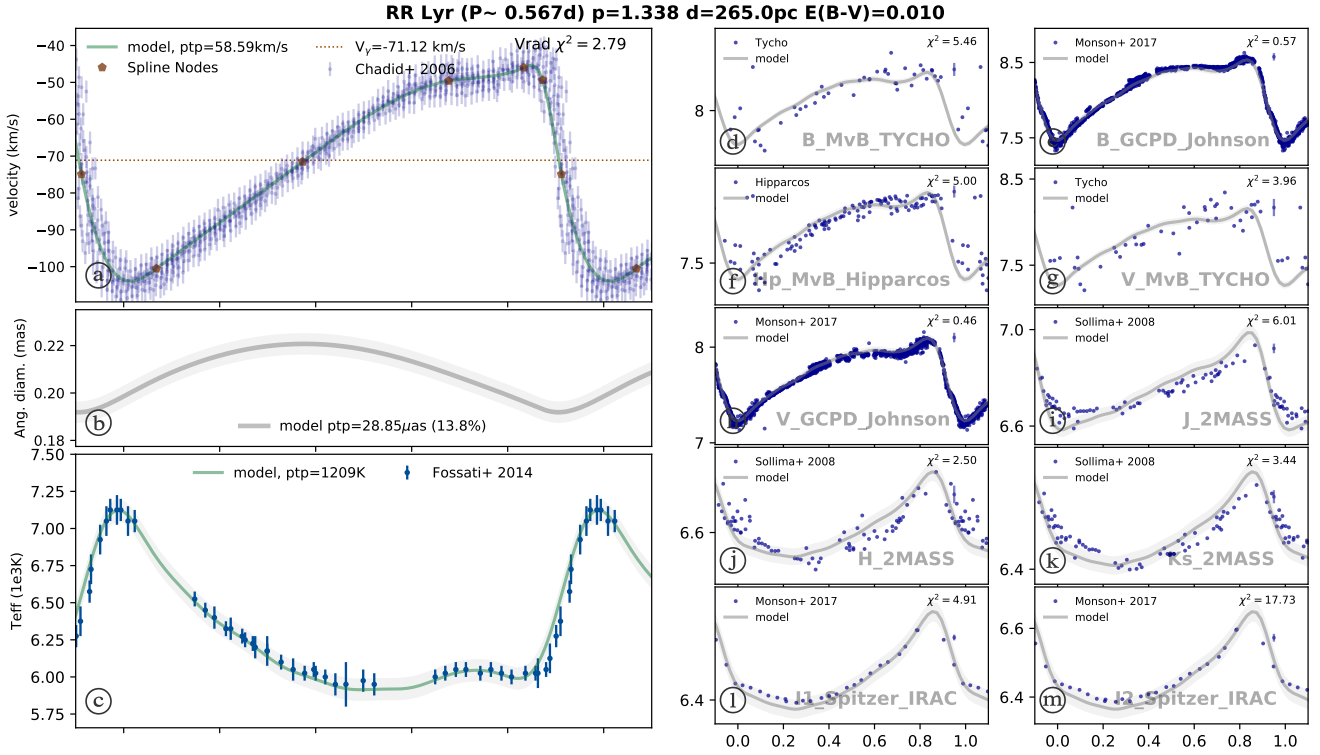 RR Lyr (P~ 0.567d) p=1.338 d=265.0pc E(B-V)=0.010
velocity (km/s)
−40
−50
−60
−70
−80
−90
−100
model, ptp=58.59km/s
Spline Nodes
Vγ=-71.12 km/s
Chadid+ 2006
Vrad χ² = 2.79
a
Ang. diam. (mas)
0.22
0.20
0.18
b
model ptp=28.85μas (13.8%)
Teff (1e3K)
7.50
7.25
7.00
6.75
6.50
6.25
6.00
5.75
model, ptp=1209K
Fossati+ 2014
c
8
Tycho
model
χ² = 5.46
d
B_MvB_TYCHO
8.5
8.0
7.5
Monson+ 2017
model
χ² = 0.57
B_GCPD_Johnson
7.5
Hipparcos
model
χ² = 5.00
f
Hp_MvB_Hipparcos
8.5
8.0
7.5
Tycho
model
χ² = 3.96
g
V_MvB_TYCHO
8
7
Monson+ 2017
model
χ² = 0.46
V_GCPD_Johnson
7.0
6.6
Sollima+ 2008
model
χ² = 6.01
i
J_2MASS
6.6
Sollima+ 2008
model
χ² = 2.50
j
H_2MASS
6.4
Sollima+ 2008
model
χ² = 3.44
k
Ks_2MASS
6.4
Monson+ 2017
model
χ² = 4.91
l
I1_Spitzer_IRAC
0.0 0.2 0.4 0.6 0.8 1.0
6.6
6.4
Monson+ 2017
model
χ² = 17.73
m
I2_Spitzer_IRAC
0.0 0.2 0.4 0.6 0.8 1.0